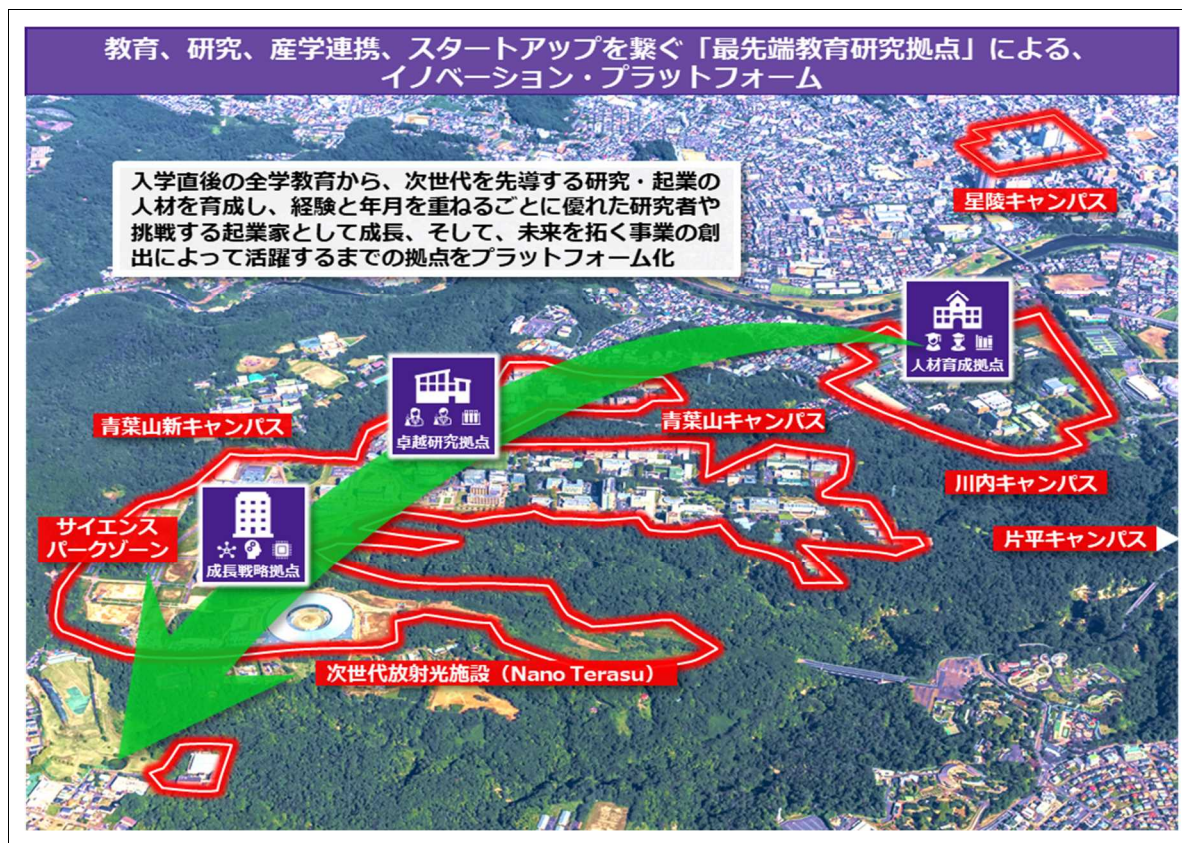 教育、研究、産学連携、スタートアップを繋ぐ「最先端教育研究拠点」による、
イノベーション・プラットフォーム
入学直後の全学教育から、次世代を先導する研究・起業の
人材を育成し、経験と年月を重ねるごとに優れた研究者や
挑戦する起業家として成長、そして、未来を拓く事業の創
出によって活躍するまでの拠点をプラットフォーム化
星陵キャンパス
人材育成拠点
卓越研究拠点
青葉山新キャンパス
青葉山キャンパス
川内キャンパス
サイエンス
パークゾーン
片平キャンパス
成長戦略拠点
次世代放射光施設（Nano Terasu）